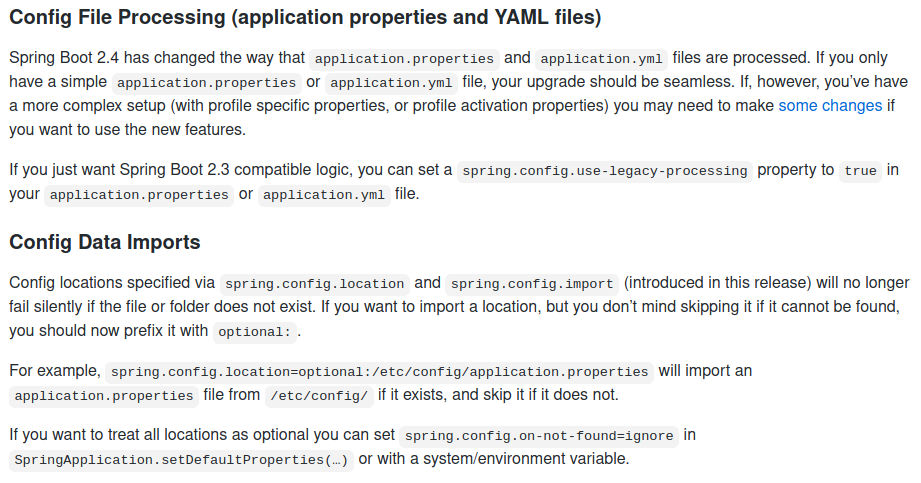 Config File Processing (application properties and YAML files)
Spring Boot 2.4 has changed the way that application.properties and application.yml files are processed. If you only
have a simple application.properties or application.yml file, your upgrade should be seamless. If, however, you’ve have
a more complex setup (with profile specific properties, or profile activation properties) you may need to make some changes if
you want to use the new features.
If you just want Spring Boot 2.3 compatible logic, you can set a spring.config.use-legacy-processing property to true in
your application.properties or application.yml file.
Config Data Imports
Config locations specified via spring.config.location and spring.config.import (introduced in this release) will no longer
fail silently if the file or folder does not exist. If you want to import a location, but you don’t mind skipping it if it cannot be found,
you should now prefix it with optional:.
For example, spring.config.location=optional:/etc/config/application.properties will import an
application.properties file from /etc/config/ if it exists, and skip it if it does not.
If you want to treat all locations as optional you can set spring.config.on-not-found=ignore in
SpringApplication.setDefaultProperties(…) or with a system/environment variable.